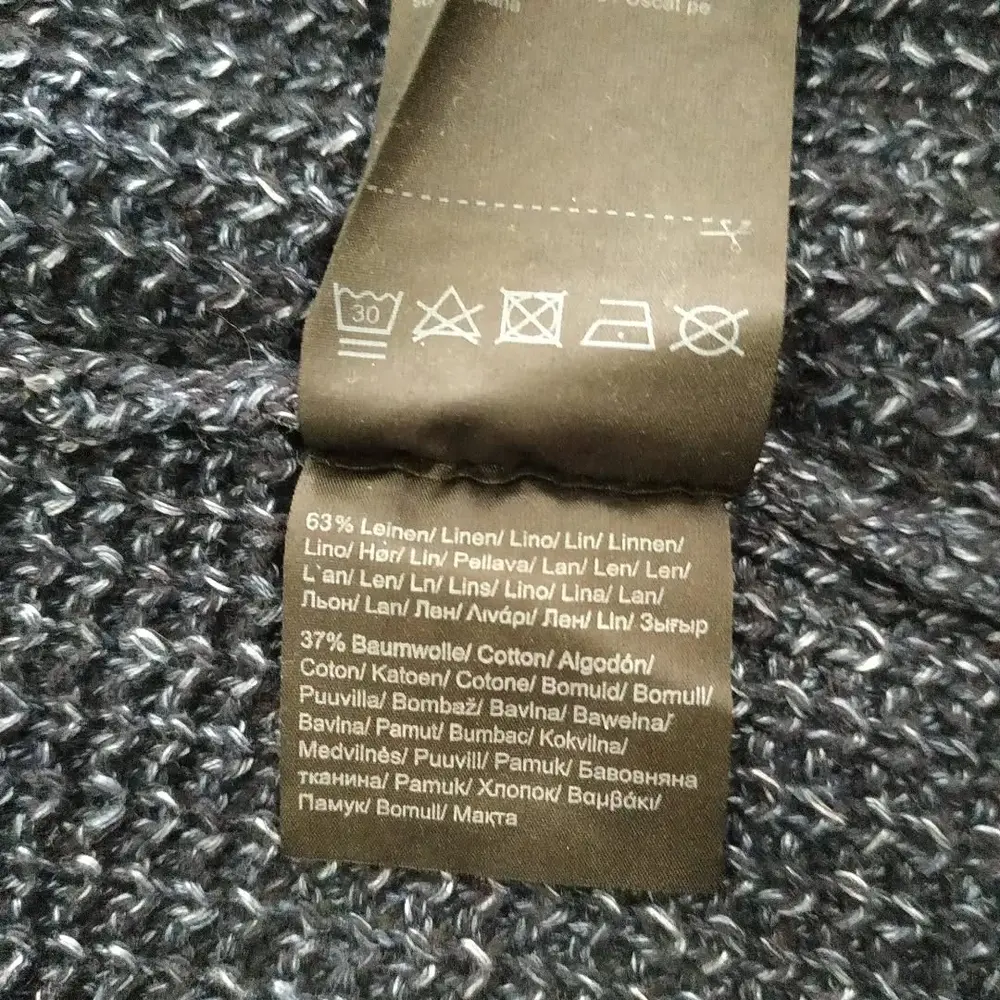 Oscat pe
30
63% Leinen/ Linen/ Lino/ Lin/ Linnen/
Lino/ Hør/ Lin/ Pellava/ Lan/ Len/ Len/
L`an/ Len/ Ln/ Lins/ Lino/ Lina/ Lan/
Льон/ Lan/ Лен/ Λινάρι/ Лен/ Lin/ Зығыр
37% Baumwolle/ Cotton/ Algodón/
Coton/ Katoen/ Cotone/ Bomuld/ Bomull/
Puuvilla/ Bombaž/ Bavlna/ Bawełna/
Bavlna/ Pamut/ Bumbac/ Kokvilna/
Medvilnės/ Puuvill/ Pamuk/ Бавовняна
тканина/ Pamuk/ Хлопок/ Βαμβάκι/
Памук/ Bomull/ Мақта